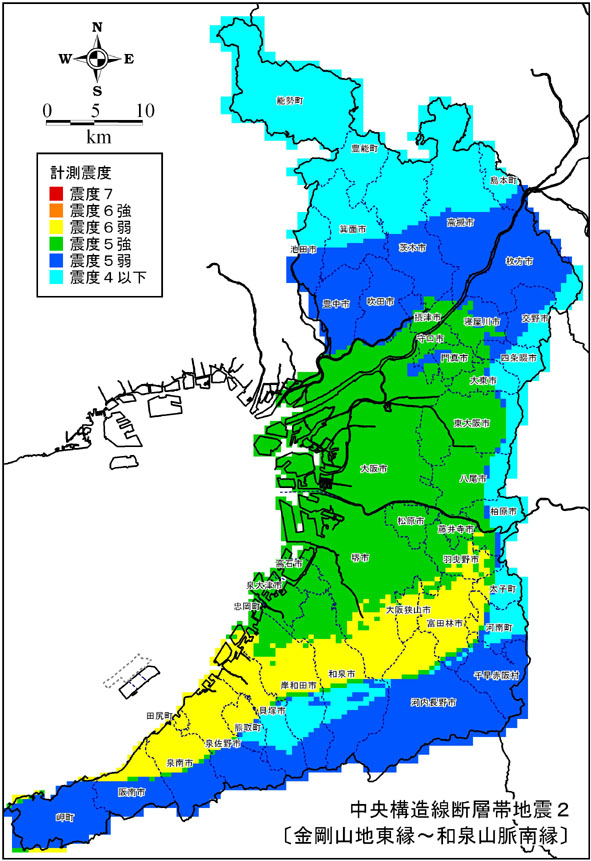 N
W E
S
0 5 10
km
計測震度
震度７
震度６強
震度６弱
震度５強
震度５弱
震度４以下
能勢町
豊能町
島本町
高槻市
箕面市
茨木市
池田市
枚方市
豊中市
吹田市
摂津市
寝屋川市
交野市
守口市
門真市
四条畷市
大東市
東大阪市
大阪市
八尾市
柏原市
松原市
藤井寺市
堺市
羽曳野市
高石市
泉大津市
太子町
忠岡町
大阪狭山市
富田林市
河南町
和泉市
千早赤阪村
岸和田市
河内長野市
貝塚市
田尻町
熊取町
泉佐野市
泉南市
阪南市
岬町
中央構造線断層帯地震２
〔金剛山地東縁～和泉山脈南縁〕